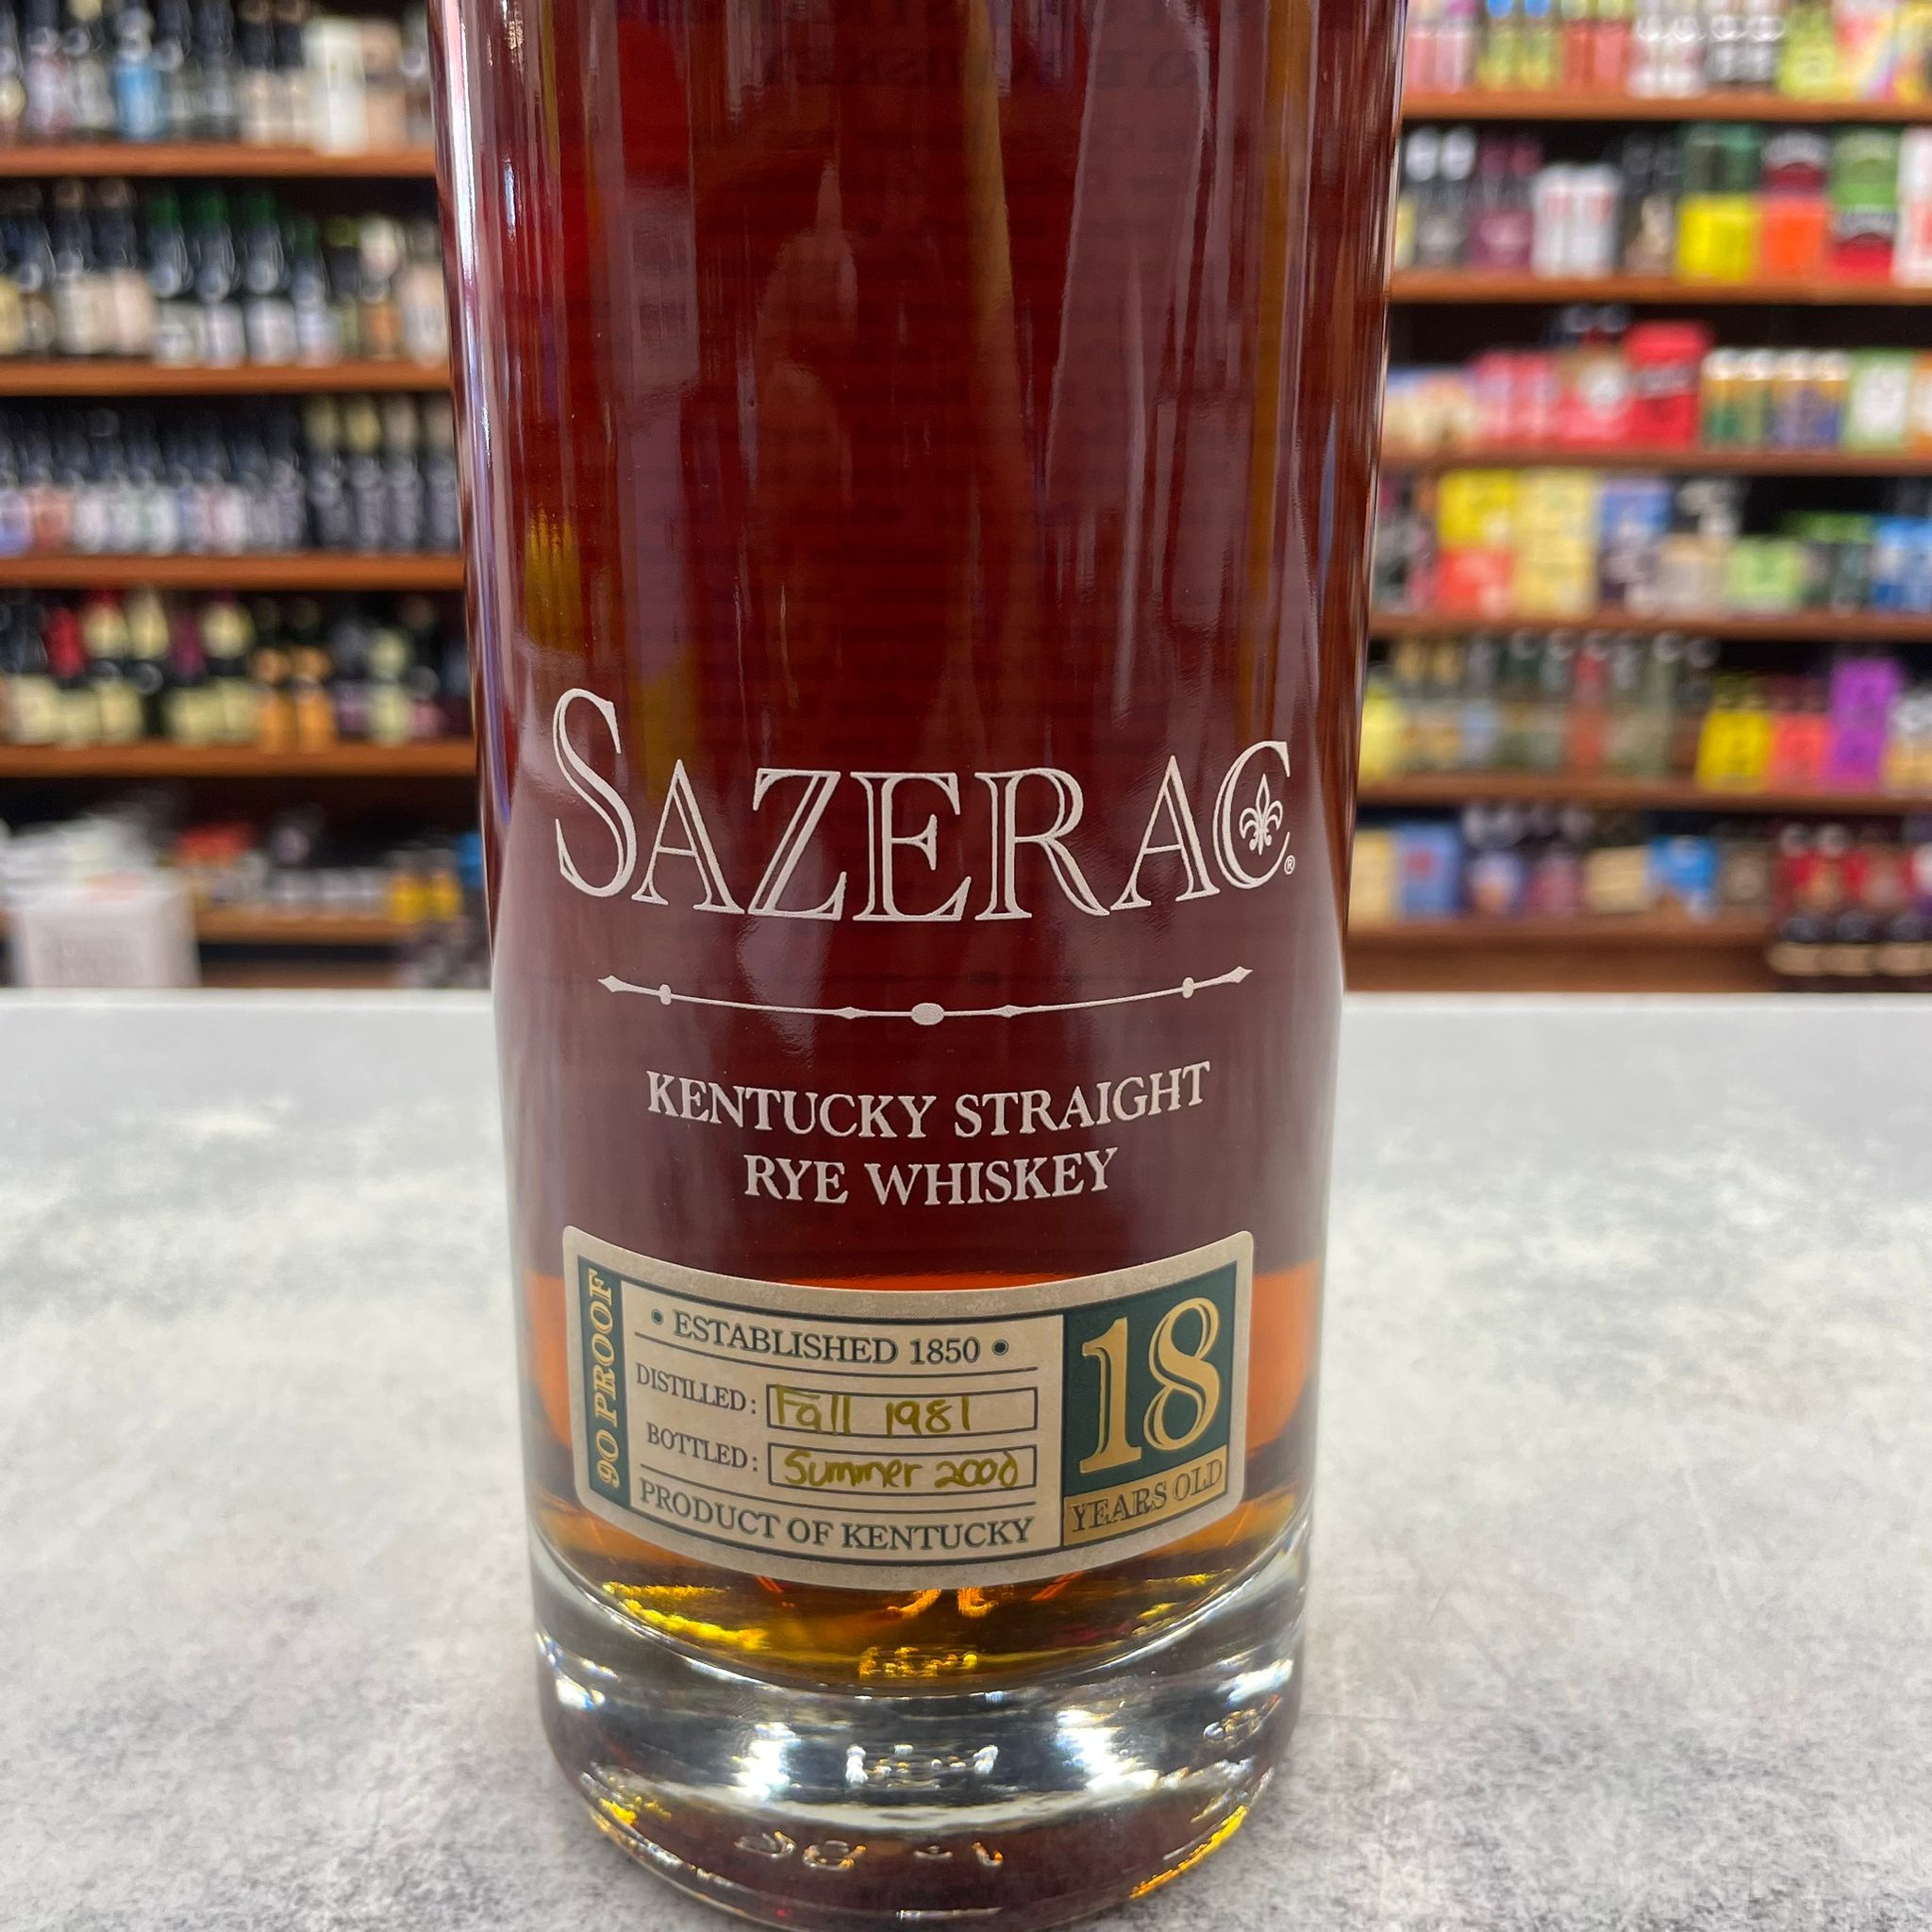 SAZERAC®
KENTUCKY STRAIGHT
RYE WHISKEY
90 PROOF
• ESTABLISHED 1850 •
DISTILLED: Fall 1981
BOTTLED: Summer 2000
PRODUCT OF KENTUCKY
18
YEARS OLD